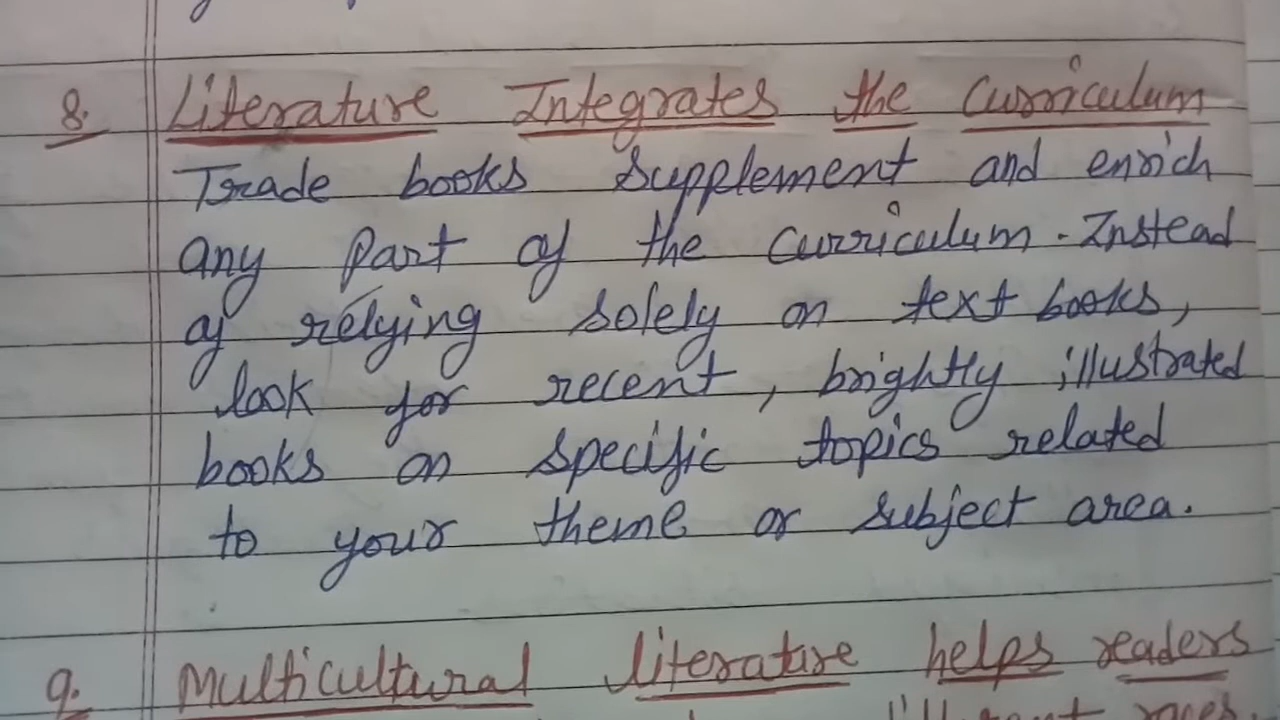 8. Literature Integrates the Curriculum
Trade books supplement and enrich
any part of the curriculum. Instead
of relying solely on text books,
look for recent, brightly illustrated
books on specific topics related
to your theme or subject area.
9. Multicultural literature helps readers